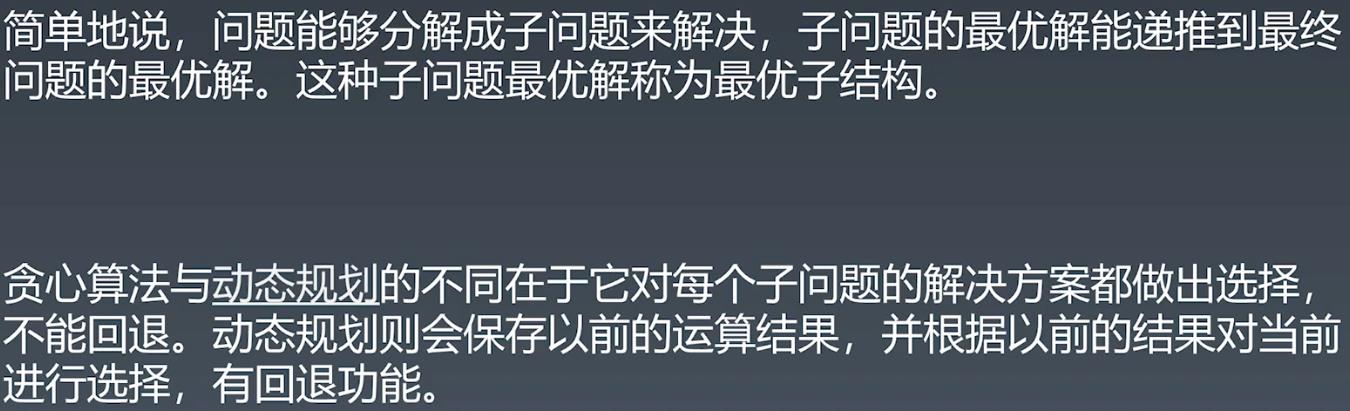 简单地说，问题能够分解成子问题来解决，子问题的最优解能递推到最终
问题的最优解。这种子问题最优解称为最优子结构。
贪心算法与动态规划的不同在于它对每个子问题的解决方案都做出选择，
不能回退。动态规划则会保存以前的运算结果，并根据以前的结果对当前
进行选择，有回退功能。